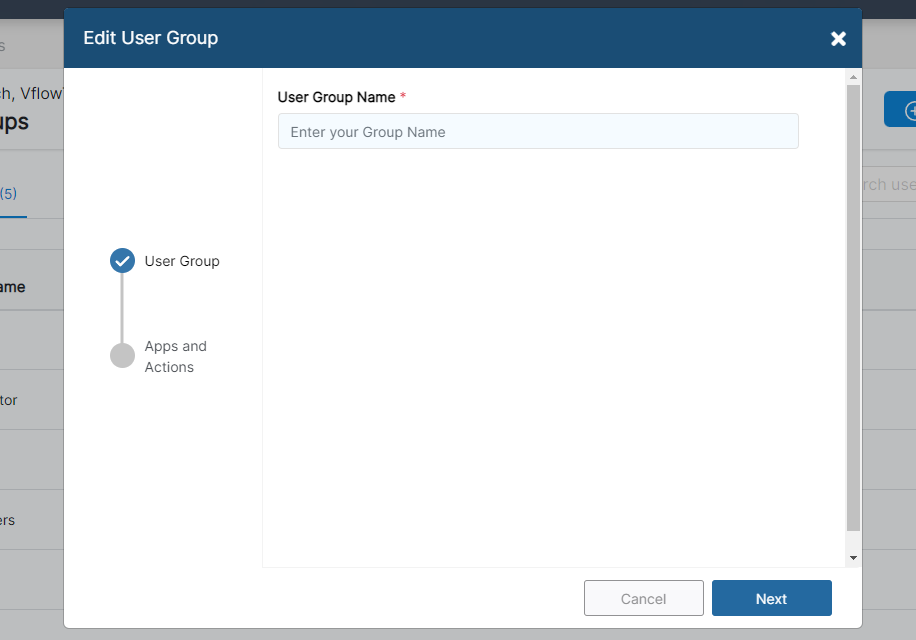 Edit User Group
s
ch, Vflow
ups
(5)
rch use
ame
tor
ers
User Group Name *
Enter your Group Name
User Group
Apps and
Actions
Cancel
Next